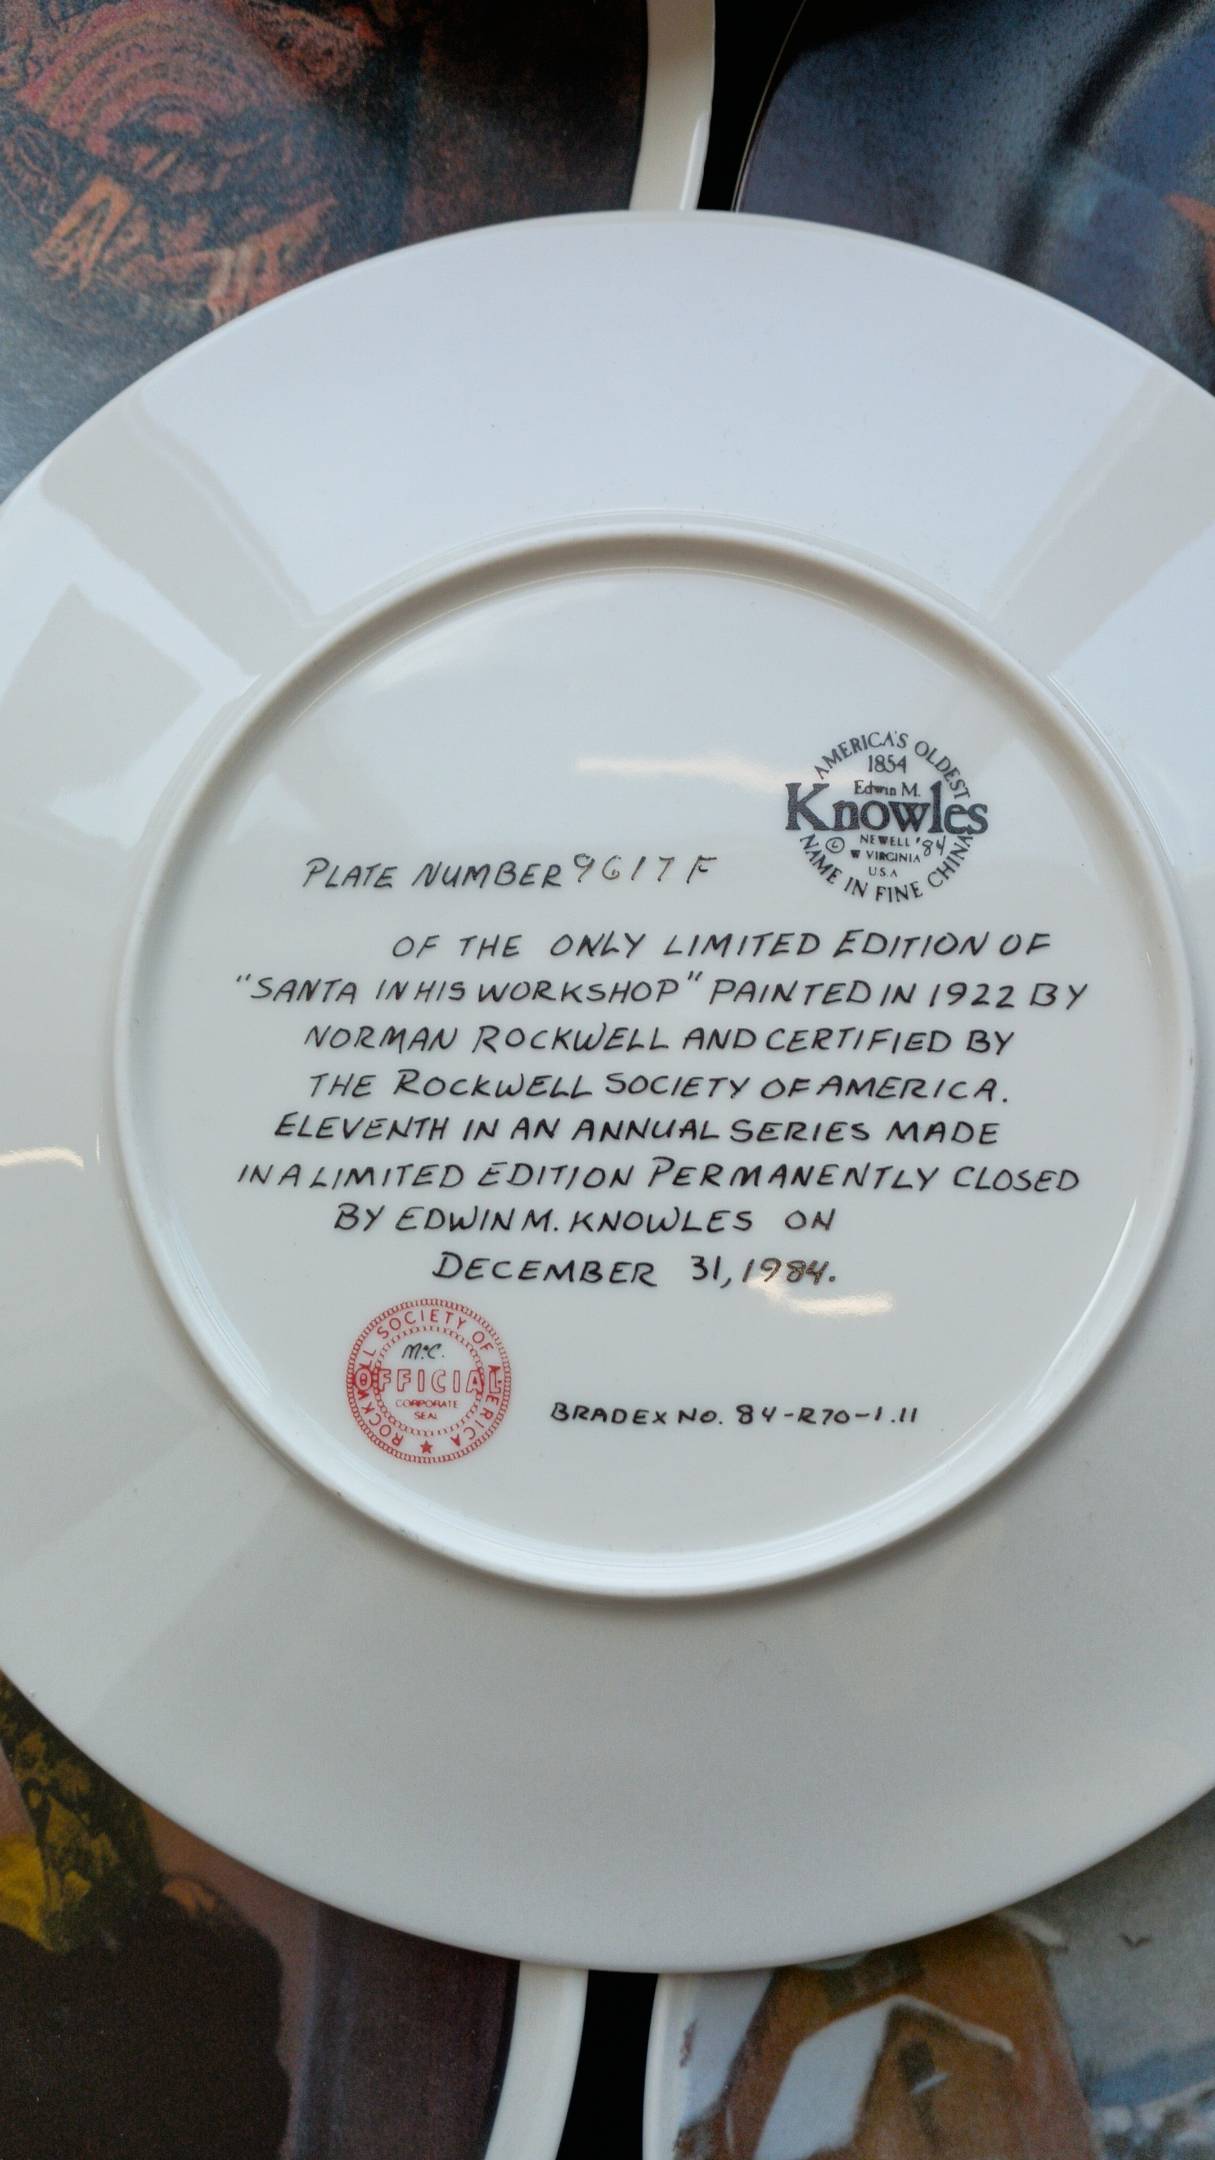 AMERICA'S OLDEST
1854
Edwin M.
Knowles
© NEWELL '84
W VIRGINIA
U.S.A
NAME IN FINE CHINA
PLATE NUMBER 9617F
OF THE ONLY LIMITED EDITION OF
"SANTA IN HIS WORKSHOP" PAINTED IN 1922 BY
NORMAN ROCKWELL AND CERTIFIED BY
THE ROCKWELL SOCIETY OF AMERICA.
ELEVENTH IN AN ANNUAL SERIES MADE
IN A LIMITED EDITION PERMANENTLY CLOSED
BY EDWIN M. KNOWLES ON
DECEMBER 31, 1984.
ROCKWELL SOCIETY OF AMERICA
M.C.
OFFICIAL
CORPORATE
SEAL
BRADEX NO. 84-R70-1.11